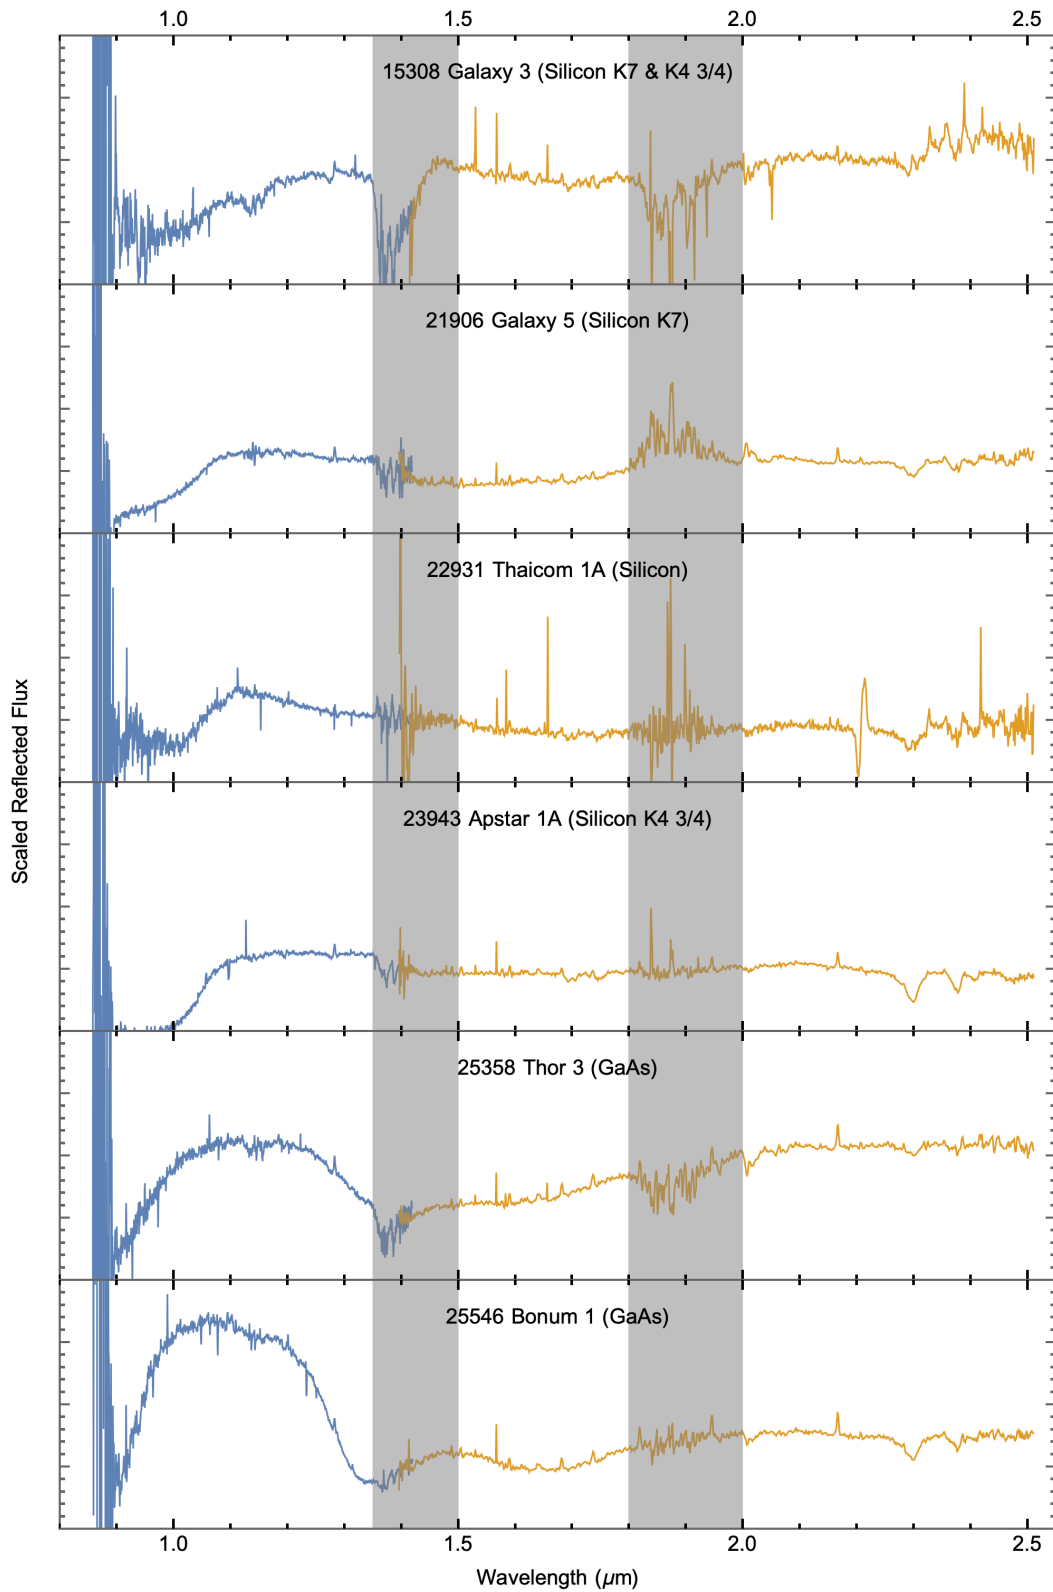 1.0 1.5 2.0 2.5
15308 Galaxy 3 (Silicon K7 & K4 3/4)
21906 Galaxy 5 (Silicon K7)
22931 Thaicom 1A (Silicon)
Scaled Reflected Flux
23943 Apstar 1A (Silicon K4 3/4)
25358 Thor 3 (GaAs)
25546 Bonum 1 (GaAs)
1.0 1.5 2.0 2.5
Wavelength (μm)